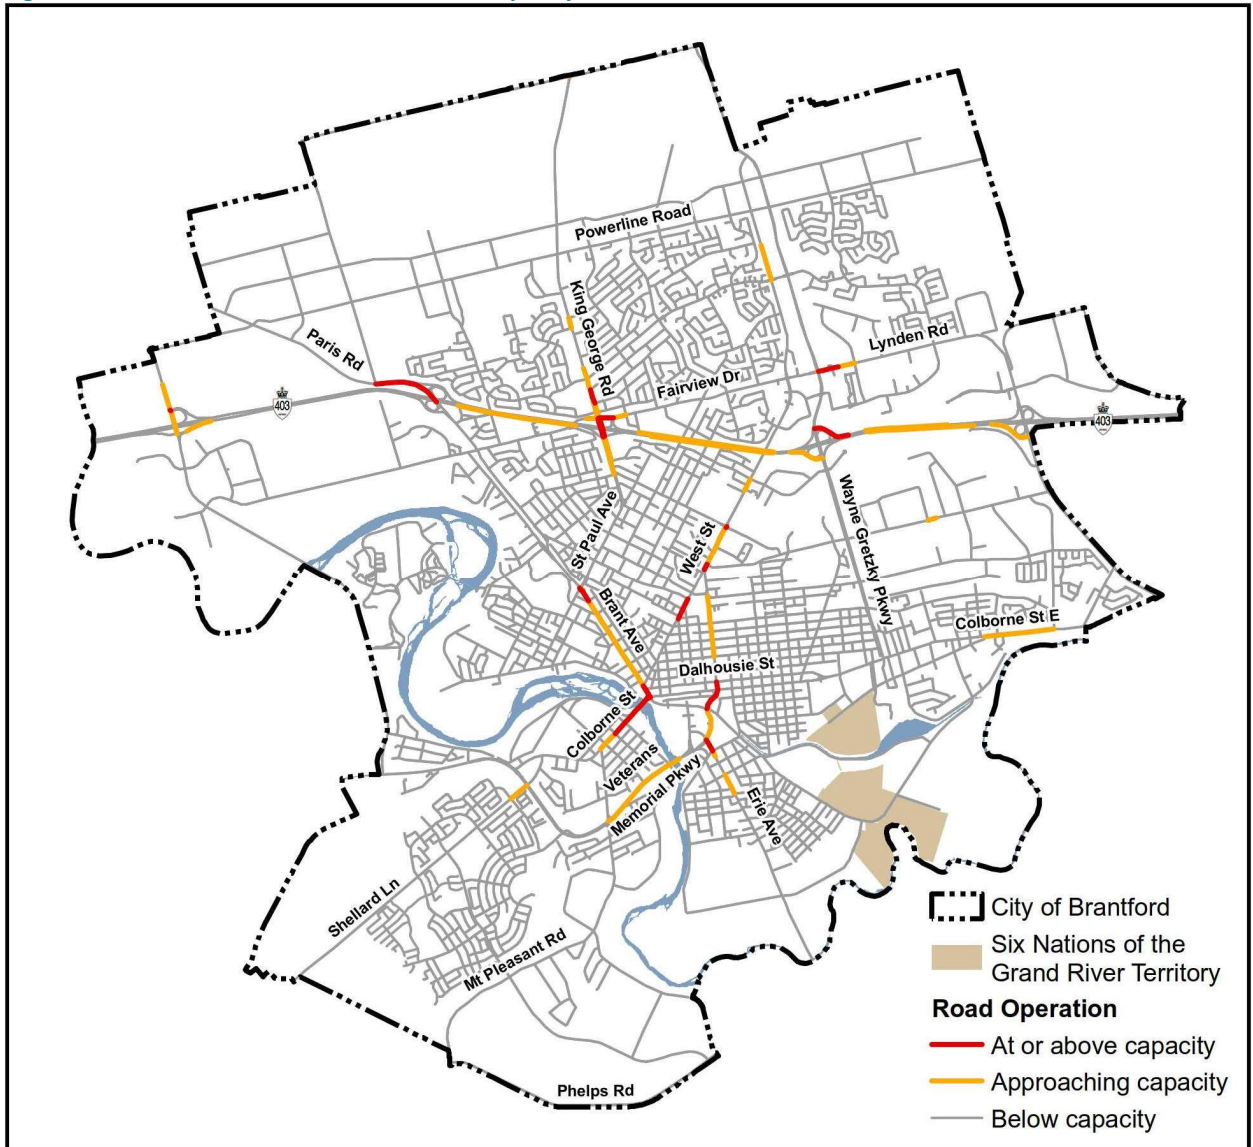 Powerline Road
King George Rd
Paris Rd
Lynden Rd
Fairview Dr
403
403
St Paul Ave
West St
Wayne Gretzky Pkwy
Brant Ave
Colborne St E
Dalhousie St
Colborne St
Veterans
Memorial Pkwy
Erie Ave
Shellard Ln
Mt Pleasant Rd
Phelps Rd
City of Brantford
Six Nations of the
Grand River Territory
Road Operation
At or above capacity
Approaching capacity
Below capacity